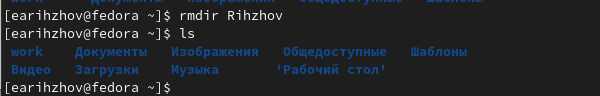 [earihzhov@fedora ~]$ rmdir Rihzhov
[earihzhov@fedora ~]$ ls
work Документы Изображения Общедоступные Шаблоны
Видео Загрузки Музыка 'Рабочий стол'
[earihzhov@fedora ~]$